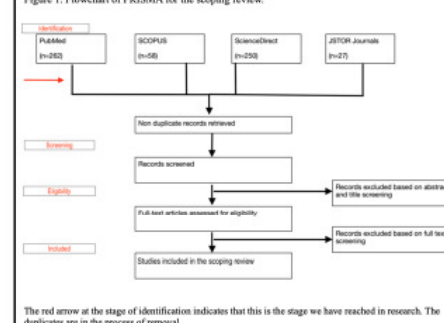 Figure 1. Flowchart of PRISMA for the scoping review.
Identification
PubMed
(n=262)
SCOPUS
(n=58)
ScienceDirect
(n=250)
JSTOR Journals
(n=27)
Non duplicate records retrieved
Screening
Records screened
Eligibility
Records excluded based on abstra
and title screening
Full-text articles assessed for eligibility
Records excluded based on full tex
screening
Included
Studies included in the scoping review
The red arrow at the stage of identification indicates that this is the stage we have reached in research. The
duplicates are in the process of removal